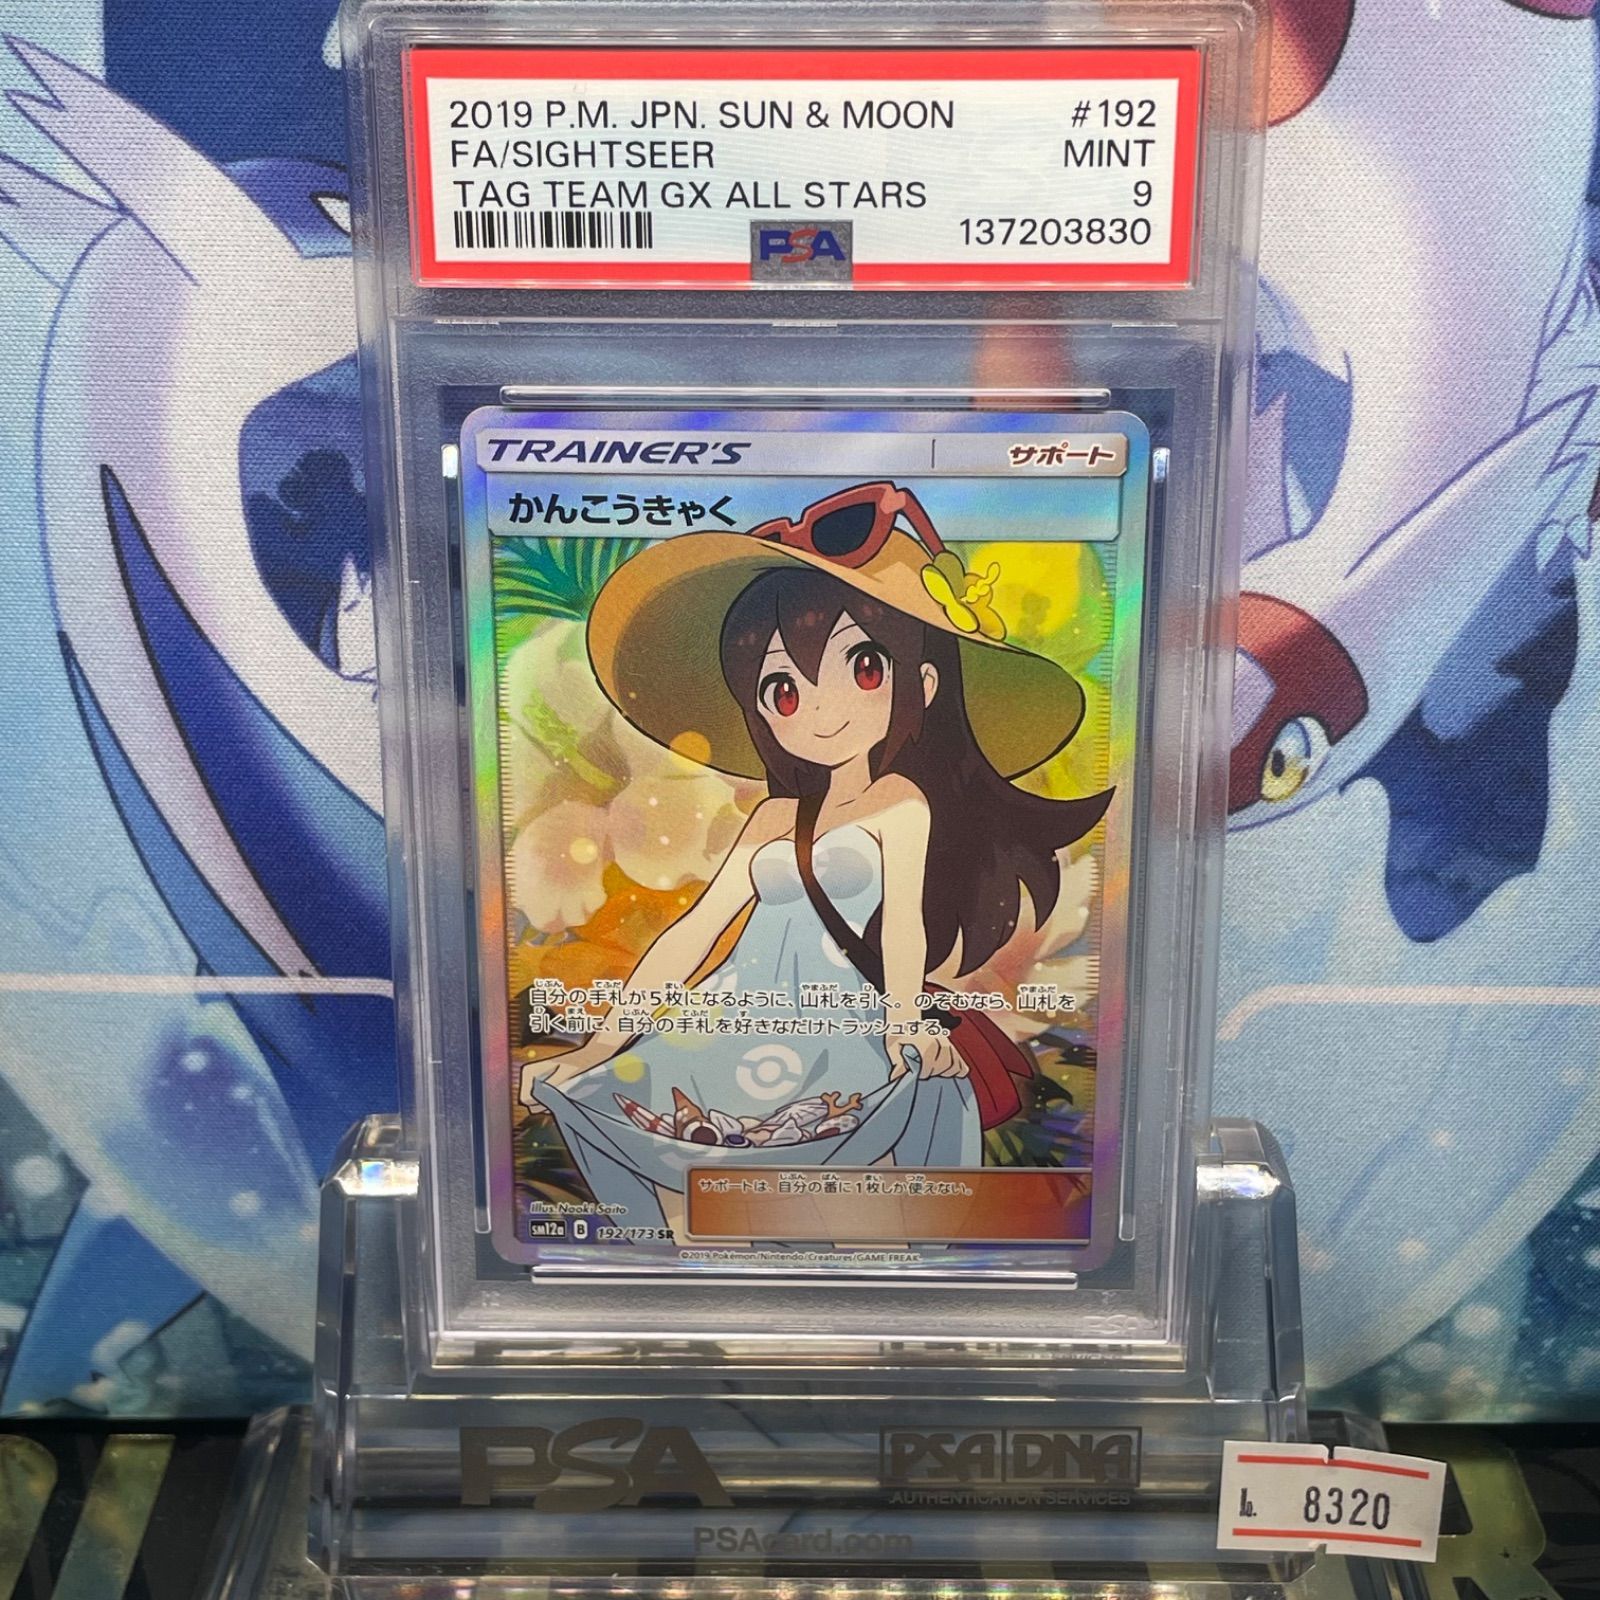 2019 P.M. JPN. SUN & MOON #192
FA/SIGHTSEER MINT
TAG TEAM GX ALL STARS 9
PSA 137203830
TRAINER'S サポート
かんこうきゃく
自分の手札が5枚になるように、山札を引く。のぞむなら、山札を
引く前に、自分の手札を好きなだけトラッシュする。
サポートは、自分の番に1枚しか使えない。
Illus. Naoki Saito
sm12a B 192/173 SR
©2019 Pokémon/Nintendo/Creatures/GAME FREAK
PSA PSA DNA
AUTHENTICATION SERVICES
PSAcard.com
No. 8320